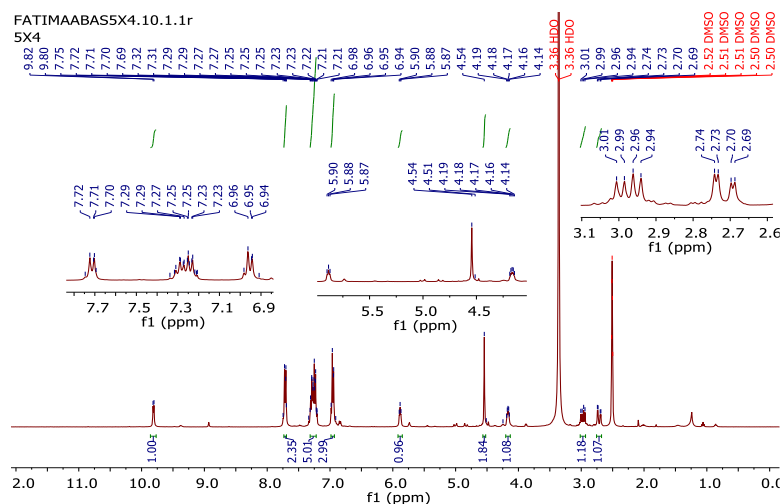 FATIMAABBAS5X4.10.1.1r
5X4
9.82 9.80 7.75 7.72 7.71 7.70 7.69 7.32 7.31 7.29 7.29 7.27 7.27 7.25 7.25 7.25 7.23 7.23 7.22 7.21 7.21 6.98 6.96 6.95 6.94 5.90 5.88 5.87 4.54 4.19 4.18 4.17 4.16 4.14 3.36 HDO 3.36 HDO 3.01 2.99 2.96 2.94 2.74 2.73 2.70 2.69 2.52 DMSO 2.51 DMSO 2.51 DMSO 2.50 DMSO 2.50 DMSO
7.72 7.71 7.70 7.29 7.29 7.27 7.25 7.25 7.23 7.23 6.96 6.95 6.94
7.7 7.5 7.3 7.1 6.9
f1 (ppm)
5.90 5.88 5.87 4.54 4.51 4.19 4.18 4.17 4.16 4.14
5.5 5.0 4.5
f1 (ppm)
3.01 2.99 2.96 2.94 2.74 2.73 2.70 2.69
3.1 3.0 2.9 2.8 2.7 2.6
f1 (ppm)
1.00 2.35 5.01 2.99 0.96 1.84 1.08 1.18 1.07
2.0 11.0 10.0 9.0 8.0 7.0 6.0 5.0 4.0 3.0 2.0 1.0 0.0
f1 (ppm)